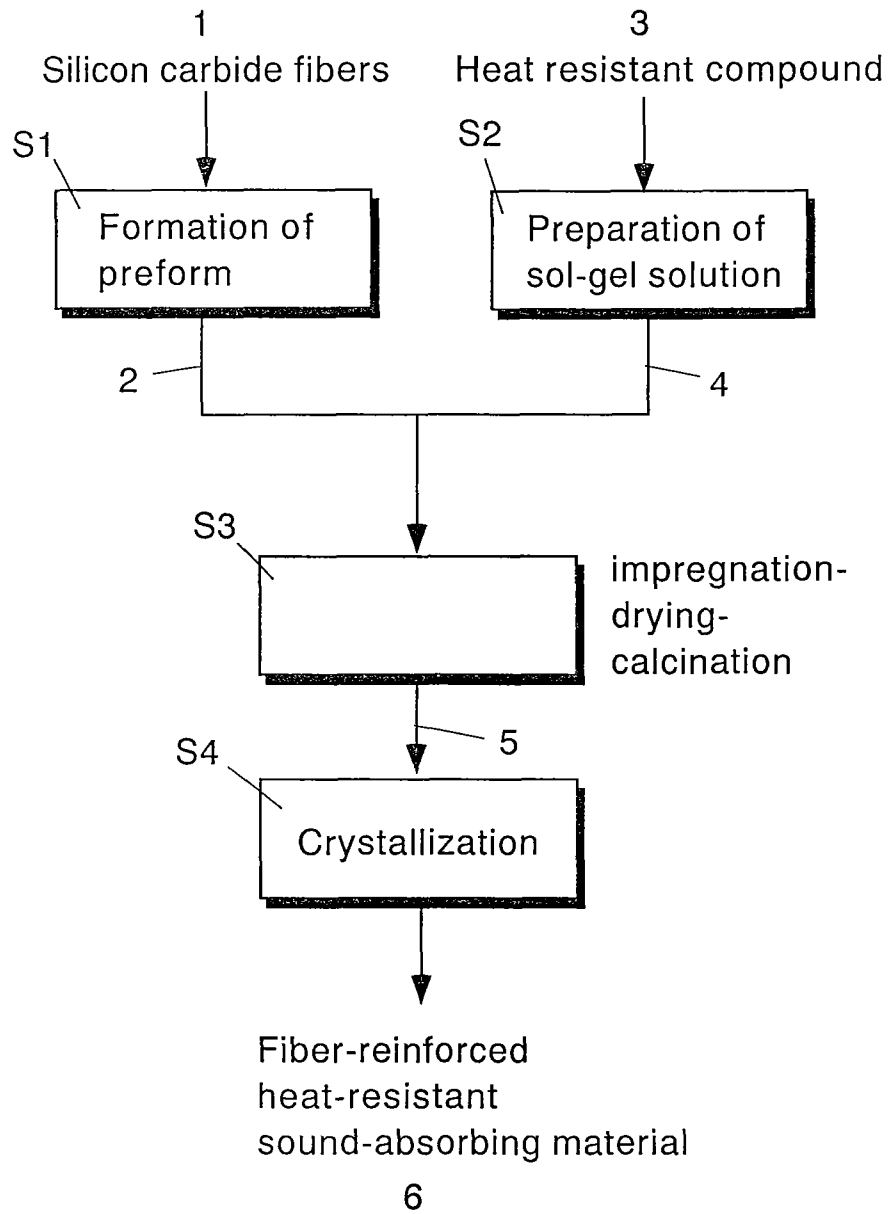 1
Silicon carbide fibers
3
Heat resistant compound
S1
Formation of
preform
S2
Preparation of
sol-gel solution
2
4
S3
impregnation-
drying-
calcination
5
S4
Crystallization
Fiber-reinforced
heat-resistant
sound-absorbing material
6